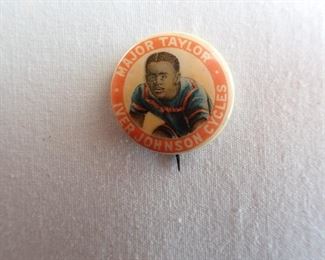 · MAJOR TAYLOR ·
IVER JOHNSON CYCLES